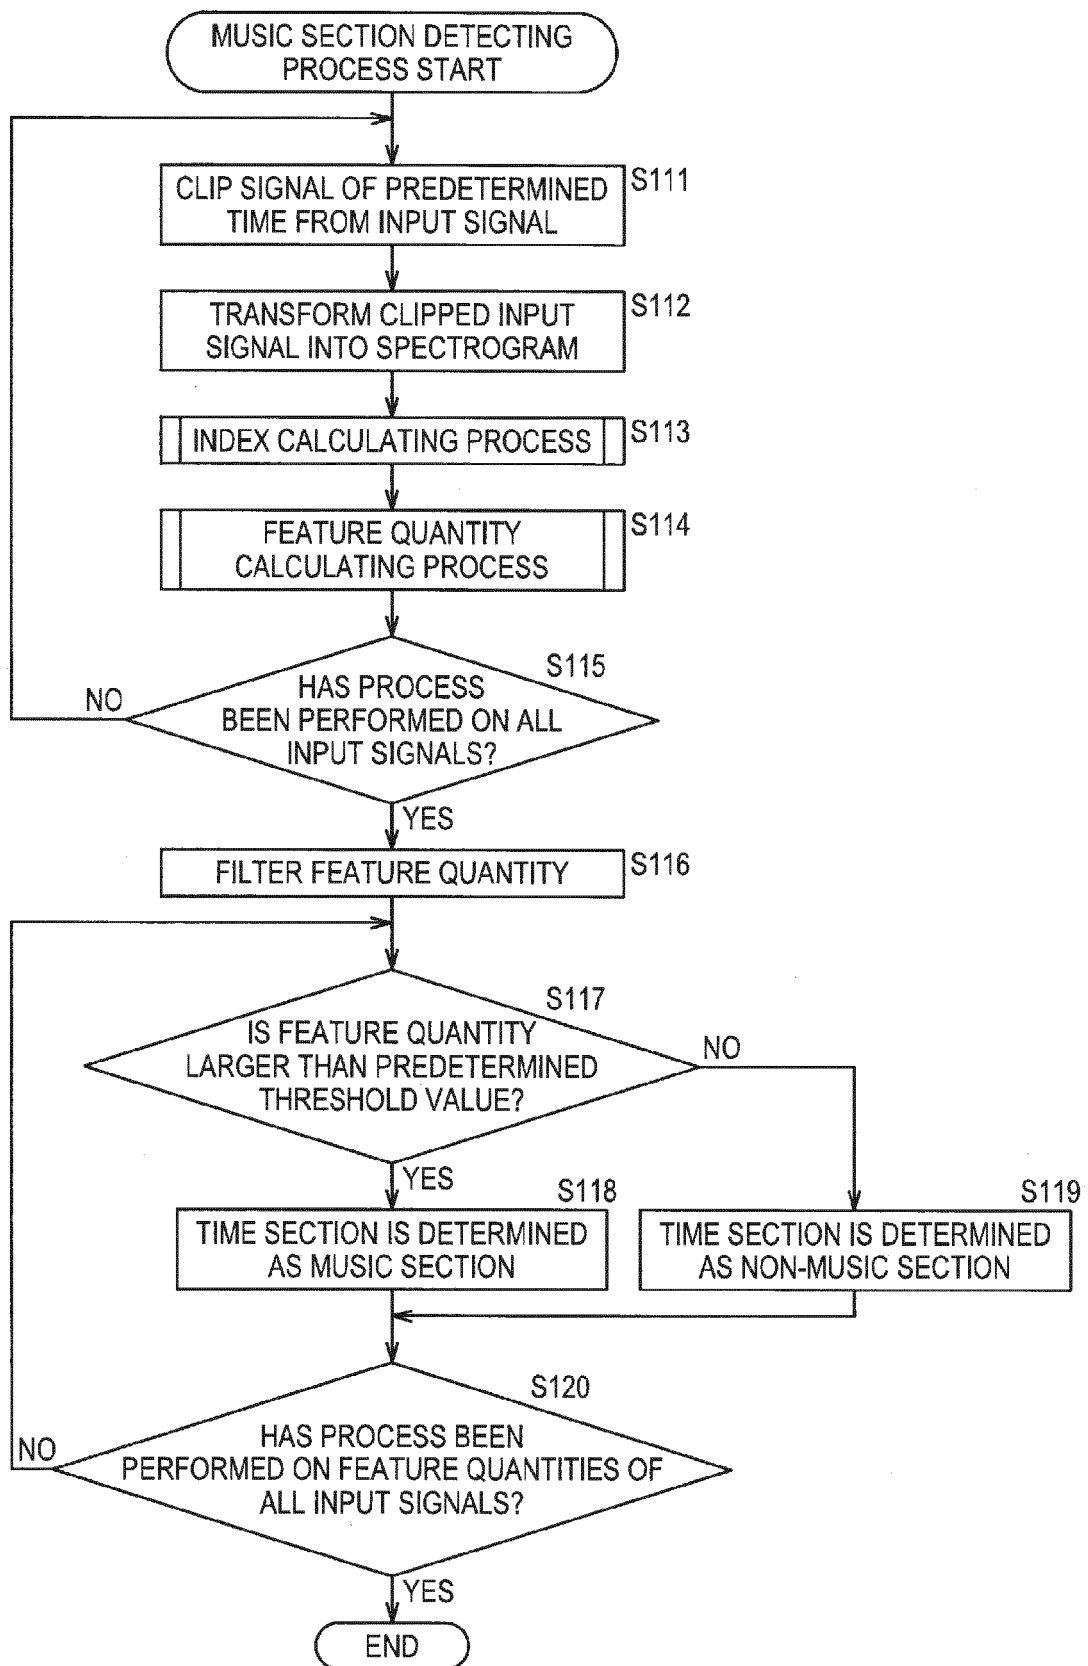 MUSIC SECTION DETECTING
PROCESS START
S111
CLIP SIGNAL OF PREDETERMINED
TIME FROM INPUT SIGNAL
S112
TRANSFORM CLIPPED INPUT
SIGNAL INTO SPECTROGRAM
INDEX CALCULATING PROCESS
S113
S114
FEATURE QUANTITY
CALCULATING PROCESS
S115
HAS PROCESS
BEEN PERFORMED ON ALL
INPUT SIGNALS?
NO
YES
FILTER FEATURE QUANTITY
S116
S117
IS FEATURE QUANTITY
LARGER THAN PREDETERMINED
THRESHOLD VALUE?
NO
YES
S118
TIME SECTION IS DETERMINED
AS MUSIC SECTION
S119
TIME SECTION IS DETERMINED
AS NON-MUSIC SECTION
S120
HAS PROCESS BEEN
PERFORMED ON FEATURE QUANTITIES OF
ALL INPUT SIGNALS?
NO
YES
END